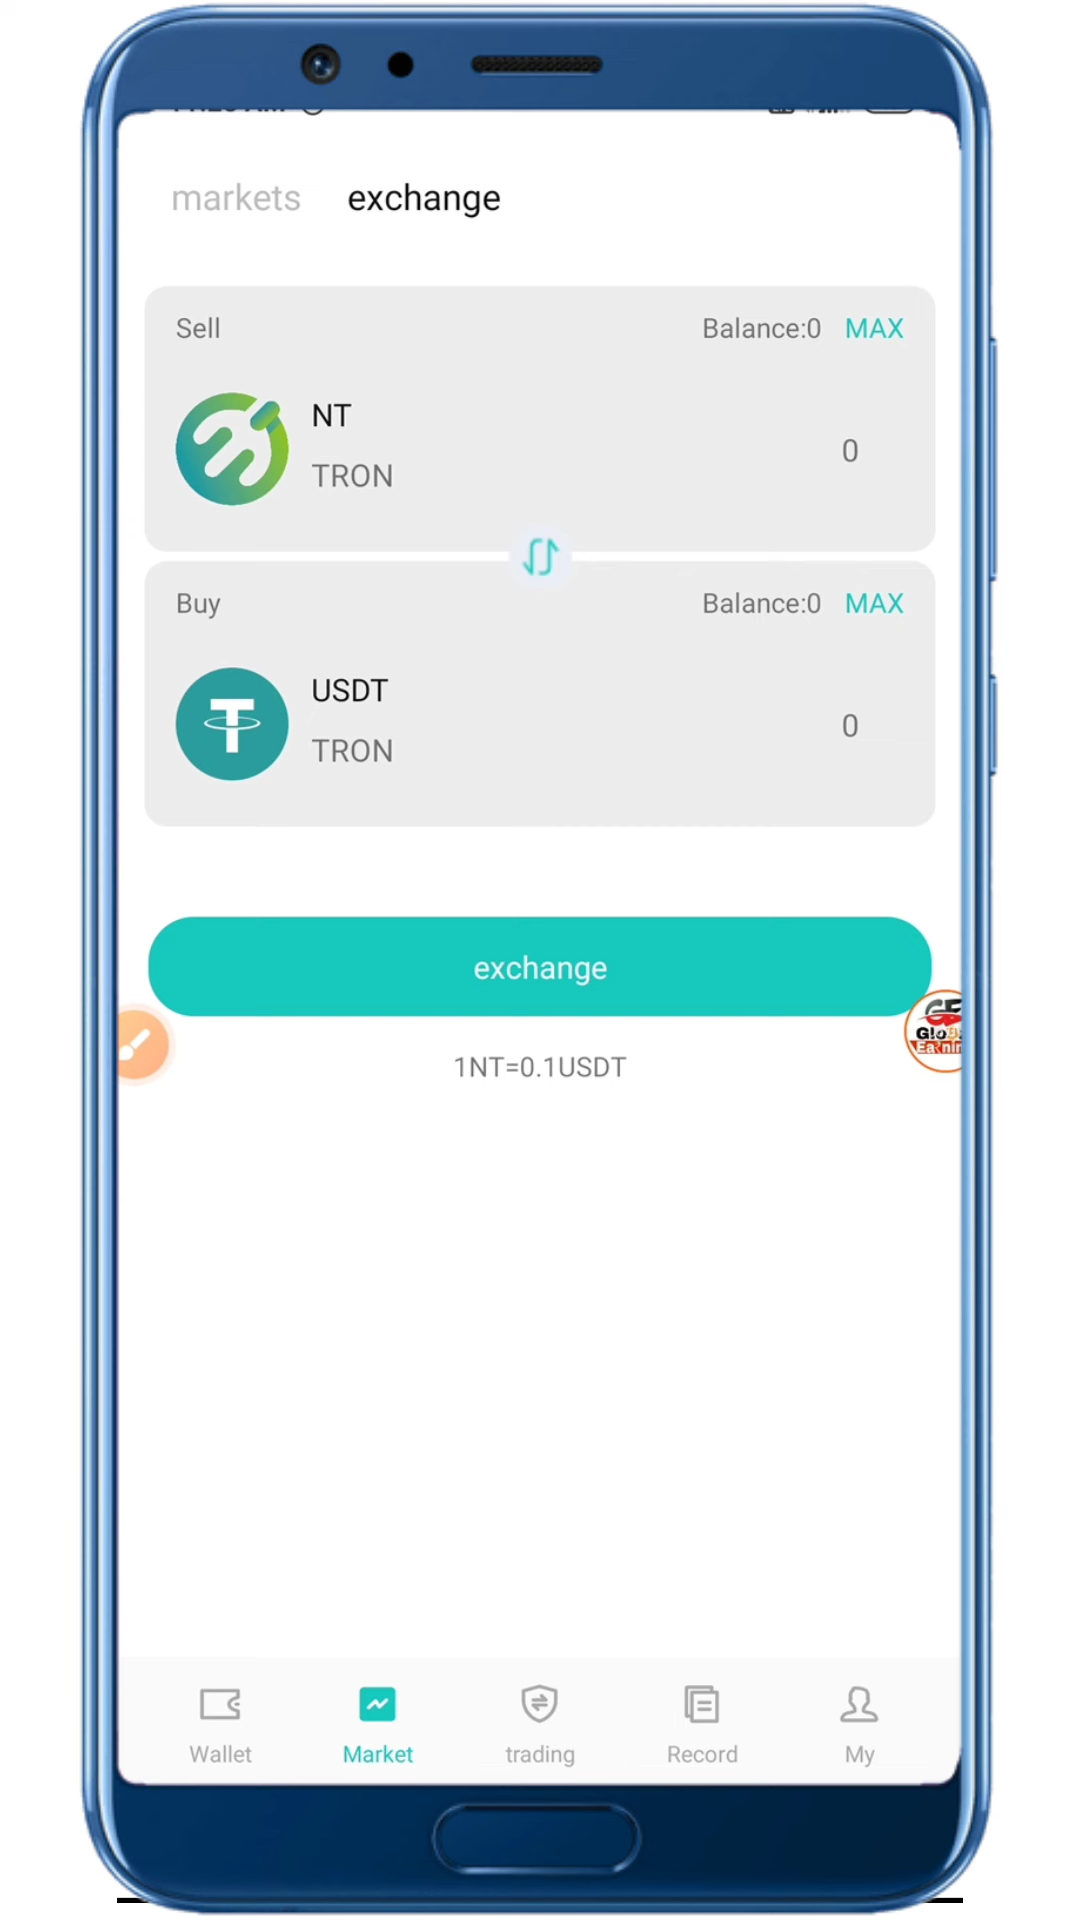 markets exchange
Sell Balance:0 MAX
NT
TRON
0
Buy Balance:0 MAX
USDT
TRON
0
exchange
1NT=0.1USDT
Wallet Market trading Record My